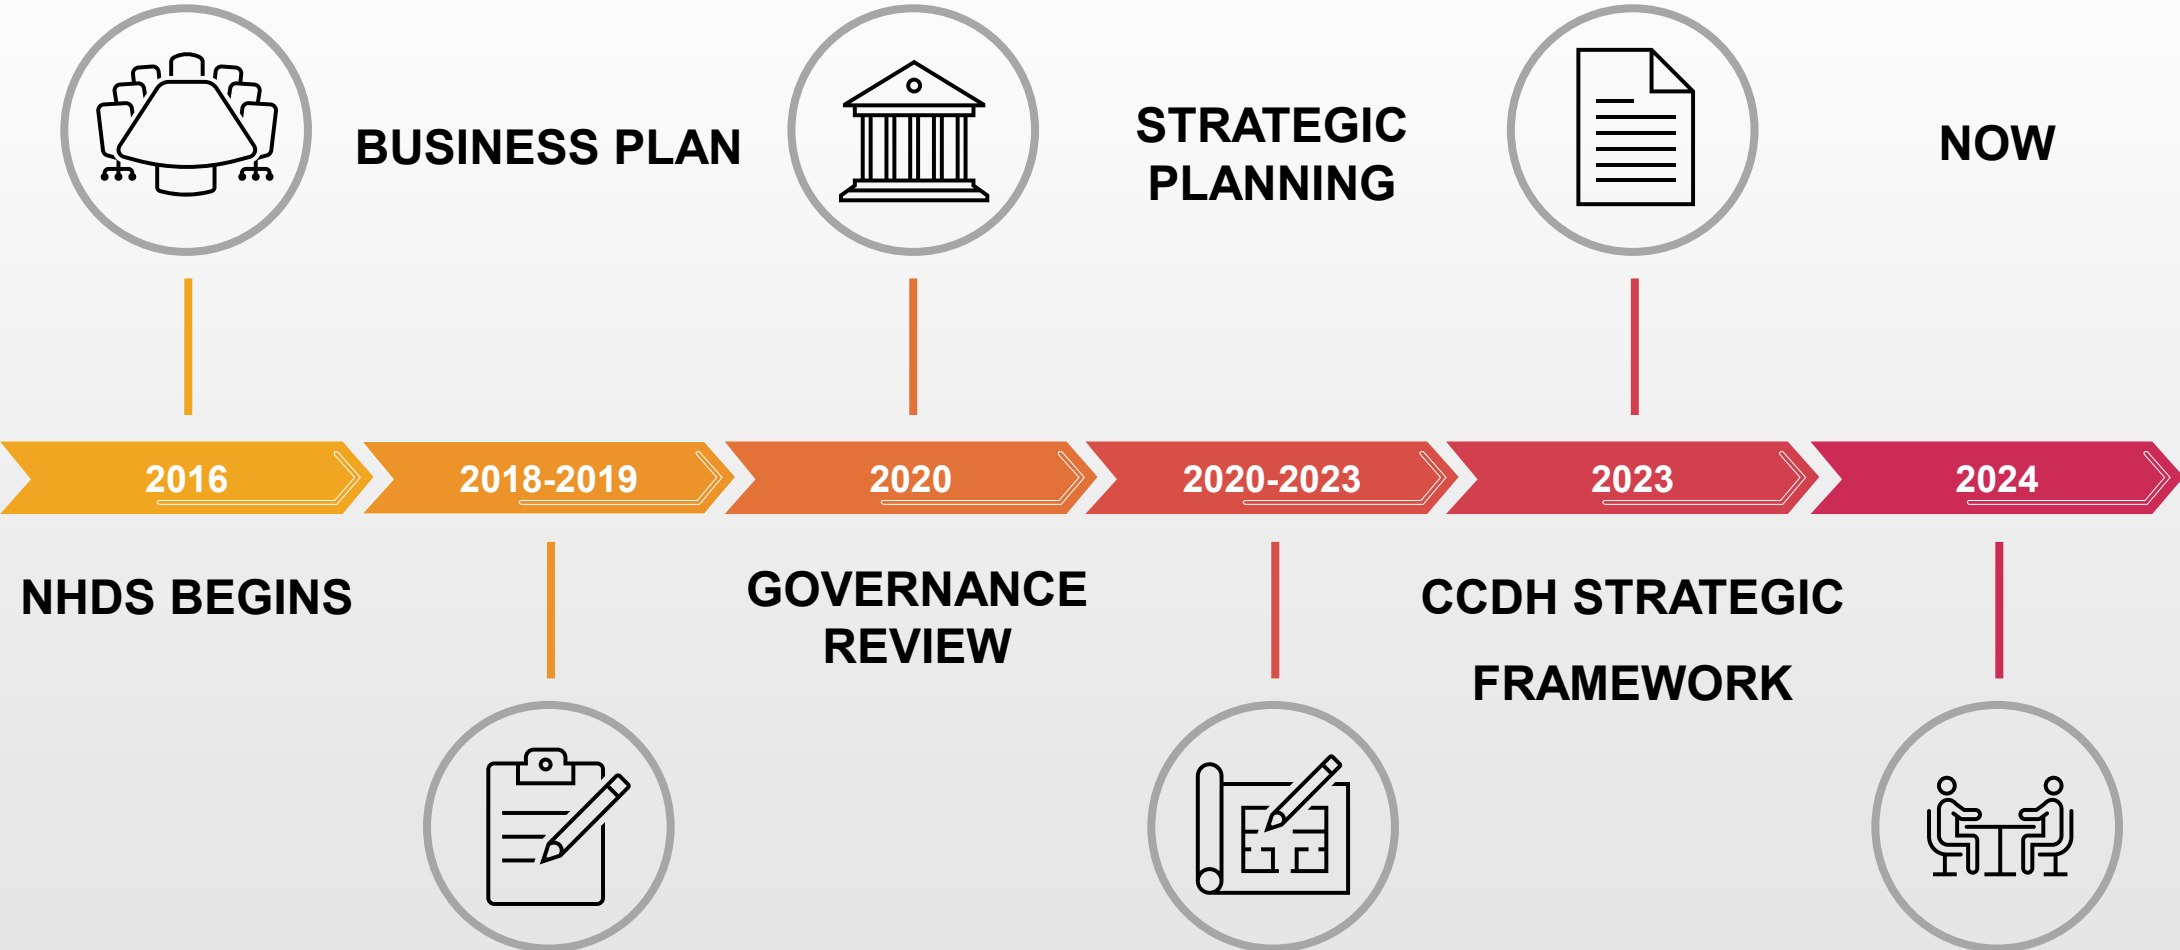 BUSINESS PLAN
STRATEGIC
PLANNING
NOW
2016
2018-2019
2020
2020-2023
2023
2024
NHDS BEGINS
GOVERNANCE
REVIEW
CCDH STRATEGIC
FRAMEWORK